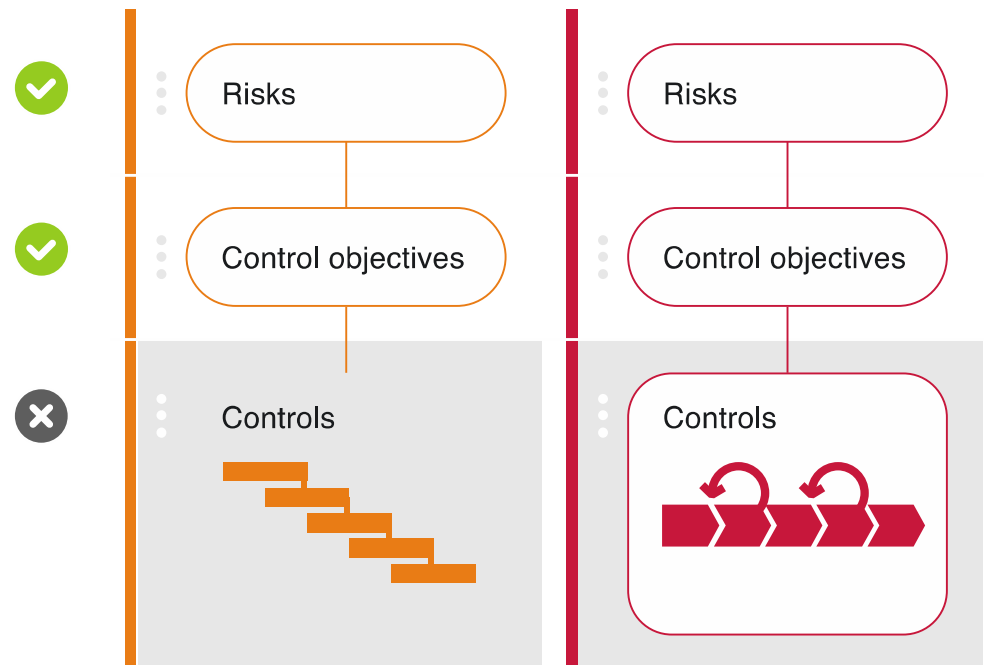 Risks
Risks
Control objectives
Control objectives
Controls
Controls